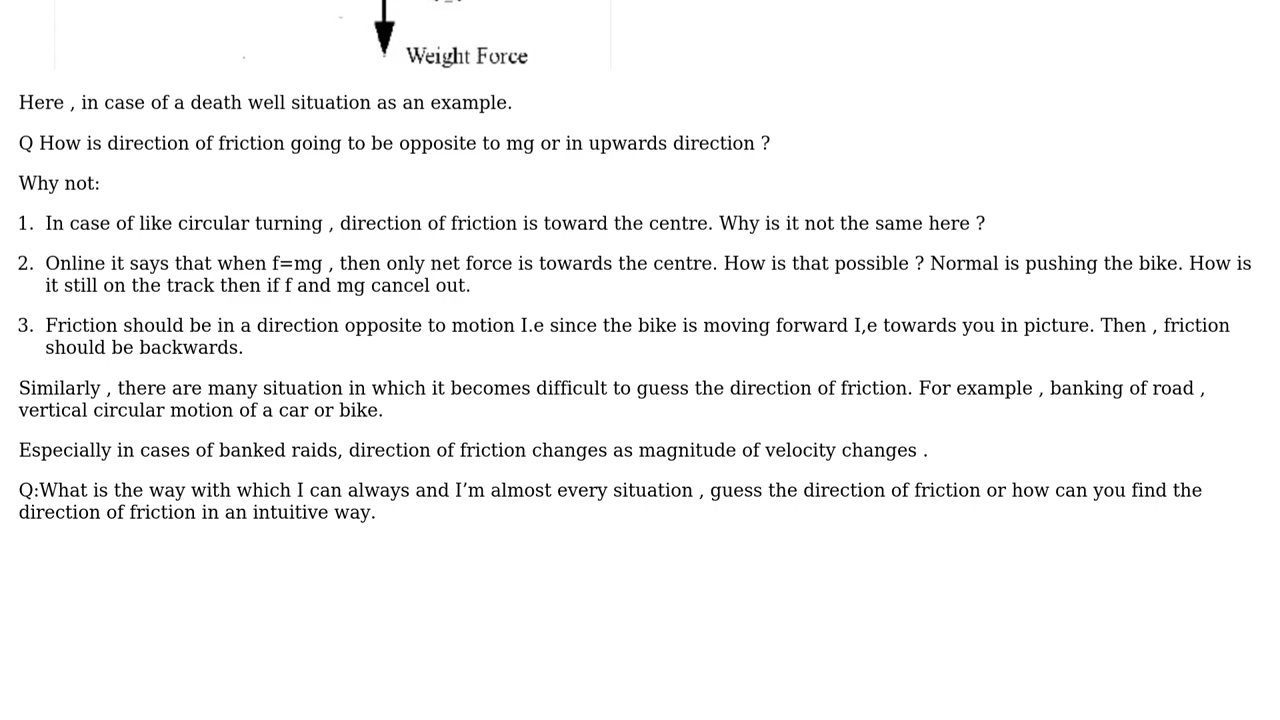 Weight Force
Here , in case of a death well situation as an example.
Q How is direction of friction going to be opposite to mg or in upwards direction ?
Why not:
1. In case of like circular turning , direction of friction is toward the centre. Why is it not the same here ?
2. Online it says that when f=mg , then only net force is towards the centre. How is that possible ? Normal is pushing the bike. How is
it still on the track then if f and mg cancel out.
3. Friction should be in a direction opposite to motion I.e since the bike is moving forward I,e towards you in picture. Then , friction
should be backwards.
Similarly , there are many situation in which it becomes difficult to guess the direction of friction. For example , banking of road ,
vertical circular motion of a car or bike.
Especially in cases of banked raids, direction of friction changes as magnitude of velocity changes .
Q:What is the way with which I can always and I’m almost every situation , guess the direction of friction or how can you find the
direction of friction in an intuitive way.